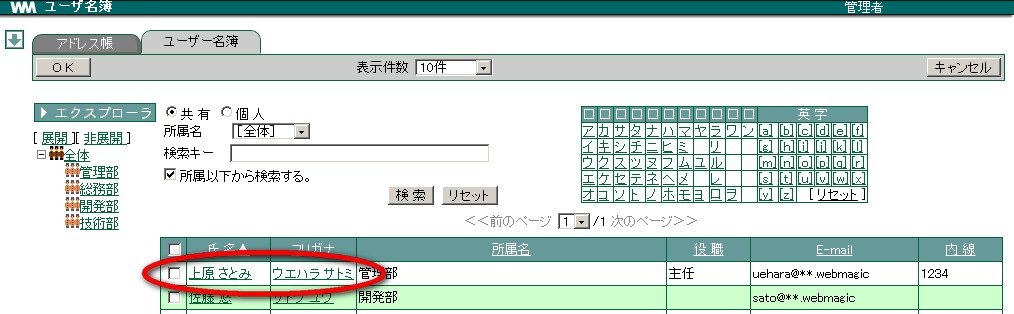 WM ユーザ名簿 管理者
アドレス帳 ユーザー名簿
OK 表示件数 10件 キャンセル
エクスプローラ
[ 展開 ][ 非展開 ]
全体
管理部
総務部
開発部
技術部
共有 個人
所属名 [全体]
検索キー
所属以下から検索する。
検索 リセット
英字
アカサタナハマヤラワン [a] [b] [c] [d] [e] [f]
イキシチニヒミ リ [g] [h] [i] [j] [k] [l]
ウクスツヌフムユル [m] [n] [o] [p] [q] [r]
エケセテネヘメ レ [s] [t] [u] [v] [w] [x]
オコソトノホモヨロヲ [y] [z] [リセット]
<<前のページ 1 /1 次のページ>>
氏名▲ フリガナ 所属名 役職 E-mail 内線
上原 さとみ ウエハラ サトミ 管理部 主任 uehara@**.webmagic 1234
佐藤 悠 サトウ ユウ 開発部 sato@**.webmagic